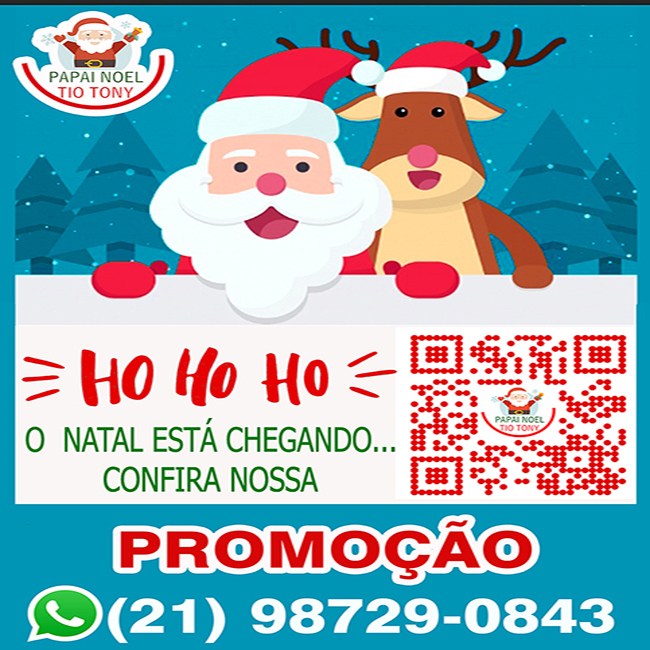 PAPAI NOEL
TIO TONY
HO HO HO
O NATAL ESTÁ CHEGANDO...
CONFIRA NOSSA
PAPAI NOEL
TIO TONY
PROMOÇÃO
(21) 98729-0843